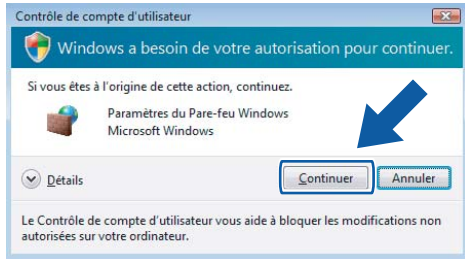 Contrôle de compte d'utilisateur
Windows a besoin de votre autorisation pour continuer.
Si vous êtes à l'origine de cette action, continuez.
Paramètres du Pare-feu Windows
Microsoft Windows
Détails
Continuer
Annuler
Le Contrôle de compte d'utilisateur vous aide à bloquer les modifications non
autorisées sur votre ordinateur.